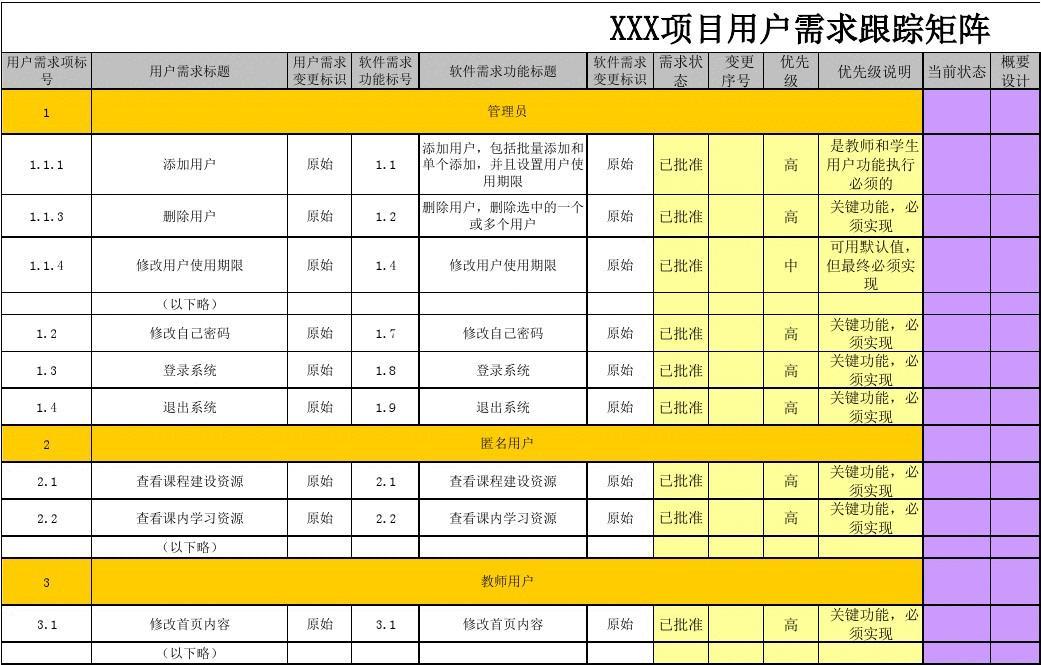 XXX项目用户需求跟踪矩阵
用户需求项标号 用户需求标题 用户需求变更标识 软件需求功能标号 软件需求功能标题 软件需求变更标识 需求状态 变更序号 优先级 优先级说明 当前状态 概要设计
1 管理员
1.1.1 添加用户 原始 1.1 添加用户，包括批量添加和单个添加，并且设置用户使用期限 原始 已批准 高 是教师和学生用户功能执行必须的
1.1.3 删除用户 原始 1.2 删除用户，删除选中的一个或多个用户 原始 已批准 高 关键功能，必须实现
1.1.4 修改用户使用期限 原始 1.4 修改用户使用期限 原始 已批准 中 可用默认值，但最终必须实现
（以下略）
1.2 修改自己密码 原始 1.7 修改自己密码 原始 已批准 高 关键功能，必须实现
1.3 登录系统 原始 1.8 登录系统 原始 已批准 高 关键功能，必须实现
1.4 退出系统 原始 1.9 退出系统 原始 已批准 高 关键功能，必须实现
2 匿名用户
2.1 查看课程建设资源 原始 2.1 查看课程建设资源 原始 已批准 高 关键功能，必须实现
2.2 查看课内学习资源 原始 2.2 查看课内学习资源 原始 已批准 高 关键功能，必须实现
（以下略）
3 教师用户
3.1 修改首页内容 原始 3.1 修改首页内容 原始 已批准 高 关键功能，必须实现
（以下略）